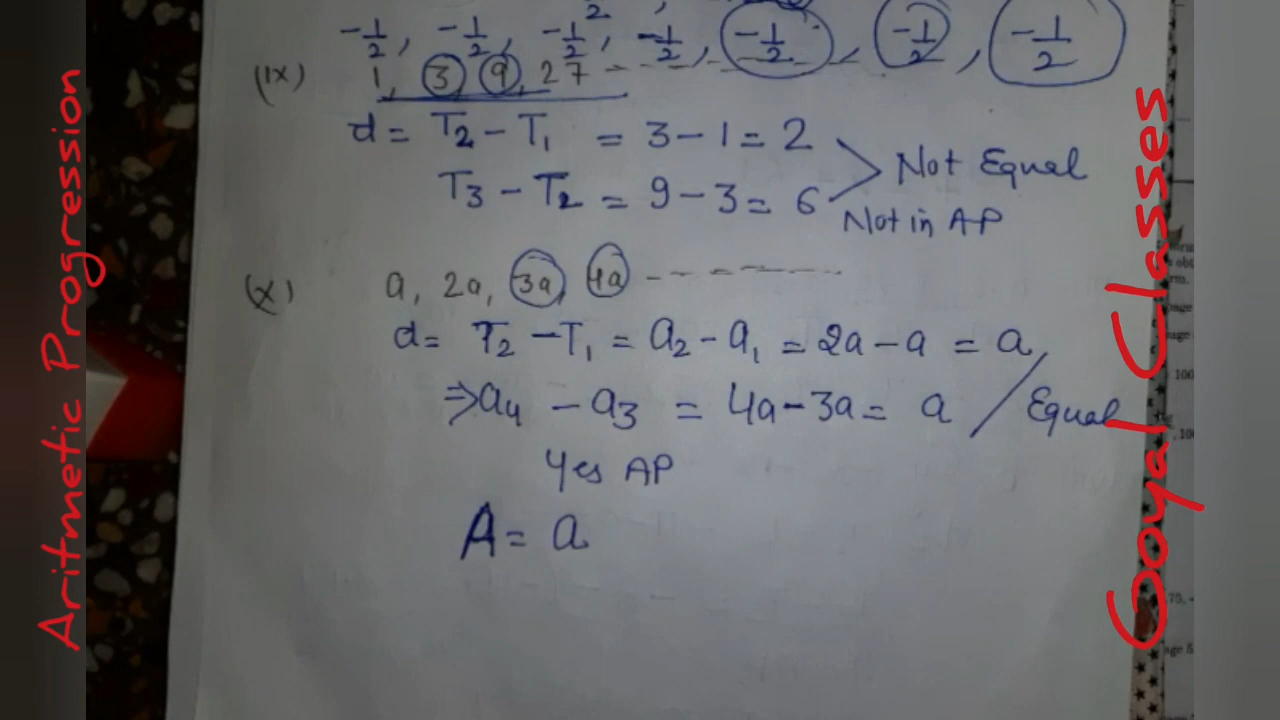 Aritmetic Progression
-1/2, -1/2, -1/2, -1/2, -1/2, -1/2, -1/2
(ix) 1, 3, 9, 27 - - - - -
d = T2 - T1 = 3 - 1 = 2
T3 - T2 = 9 - 3 = 6
Not Equal
Not in AP
(x) a, 2a, 3a, 4a - - - - - -
d = T2 - T1 = a2 - a1 = 2a - a = a
⇒ a4 - a3 = 4a - 3a = a
Equal
Yes AP
A = a
Goyal Classes